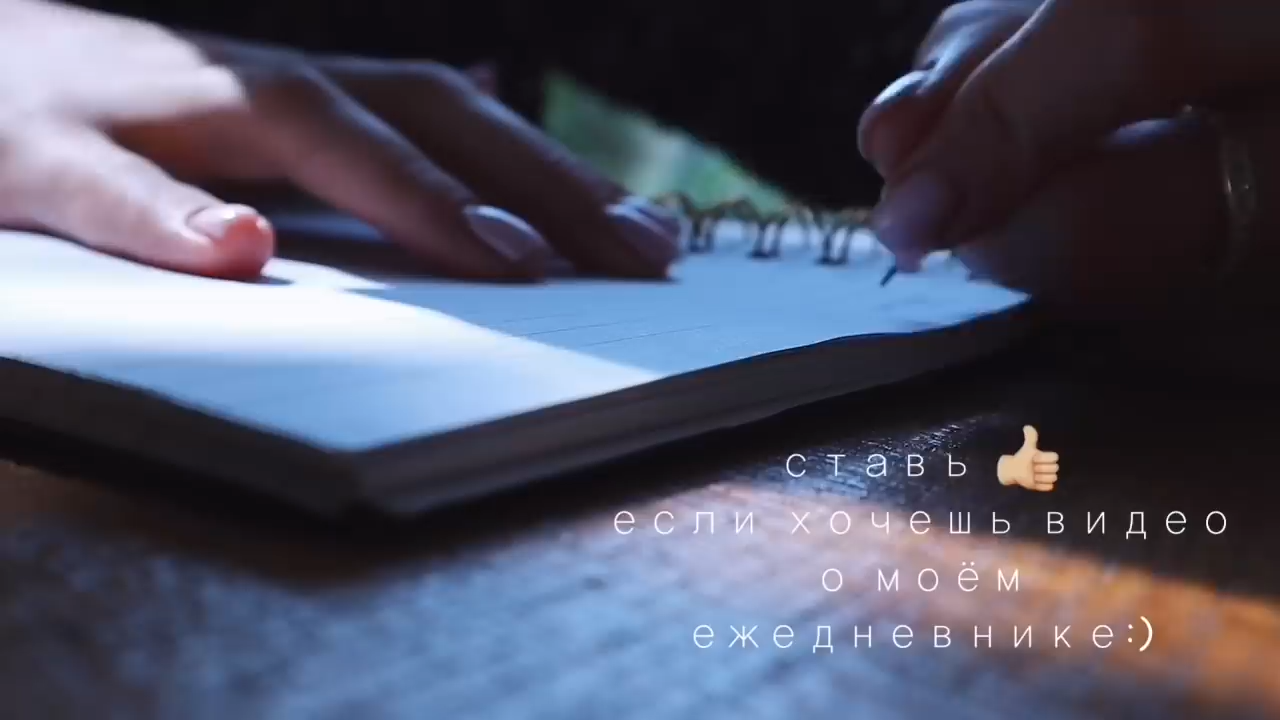 ставь 👍
если хочешь видео
о моём
ежедневнике:)